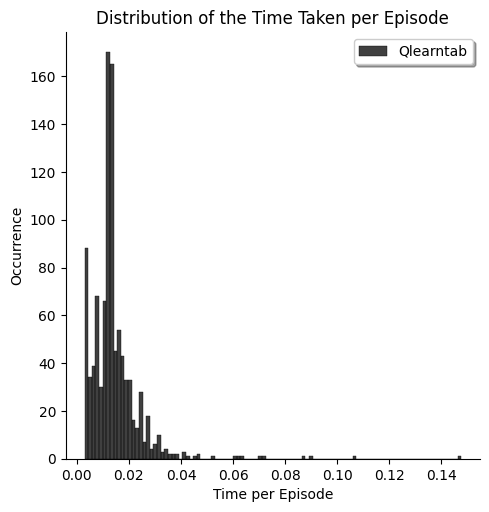 Distribution of the Time Taken per Episode
Qlearntab
160
140
120
100
80
60
40
20
0
Occurrence
0.00 0.02 0.04 0.06 0.08 0.10 0.12 0.14
Time per Episode